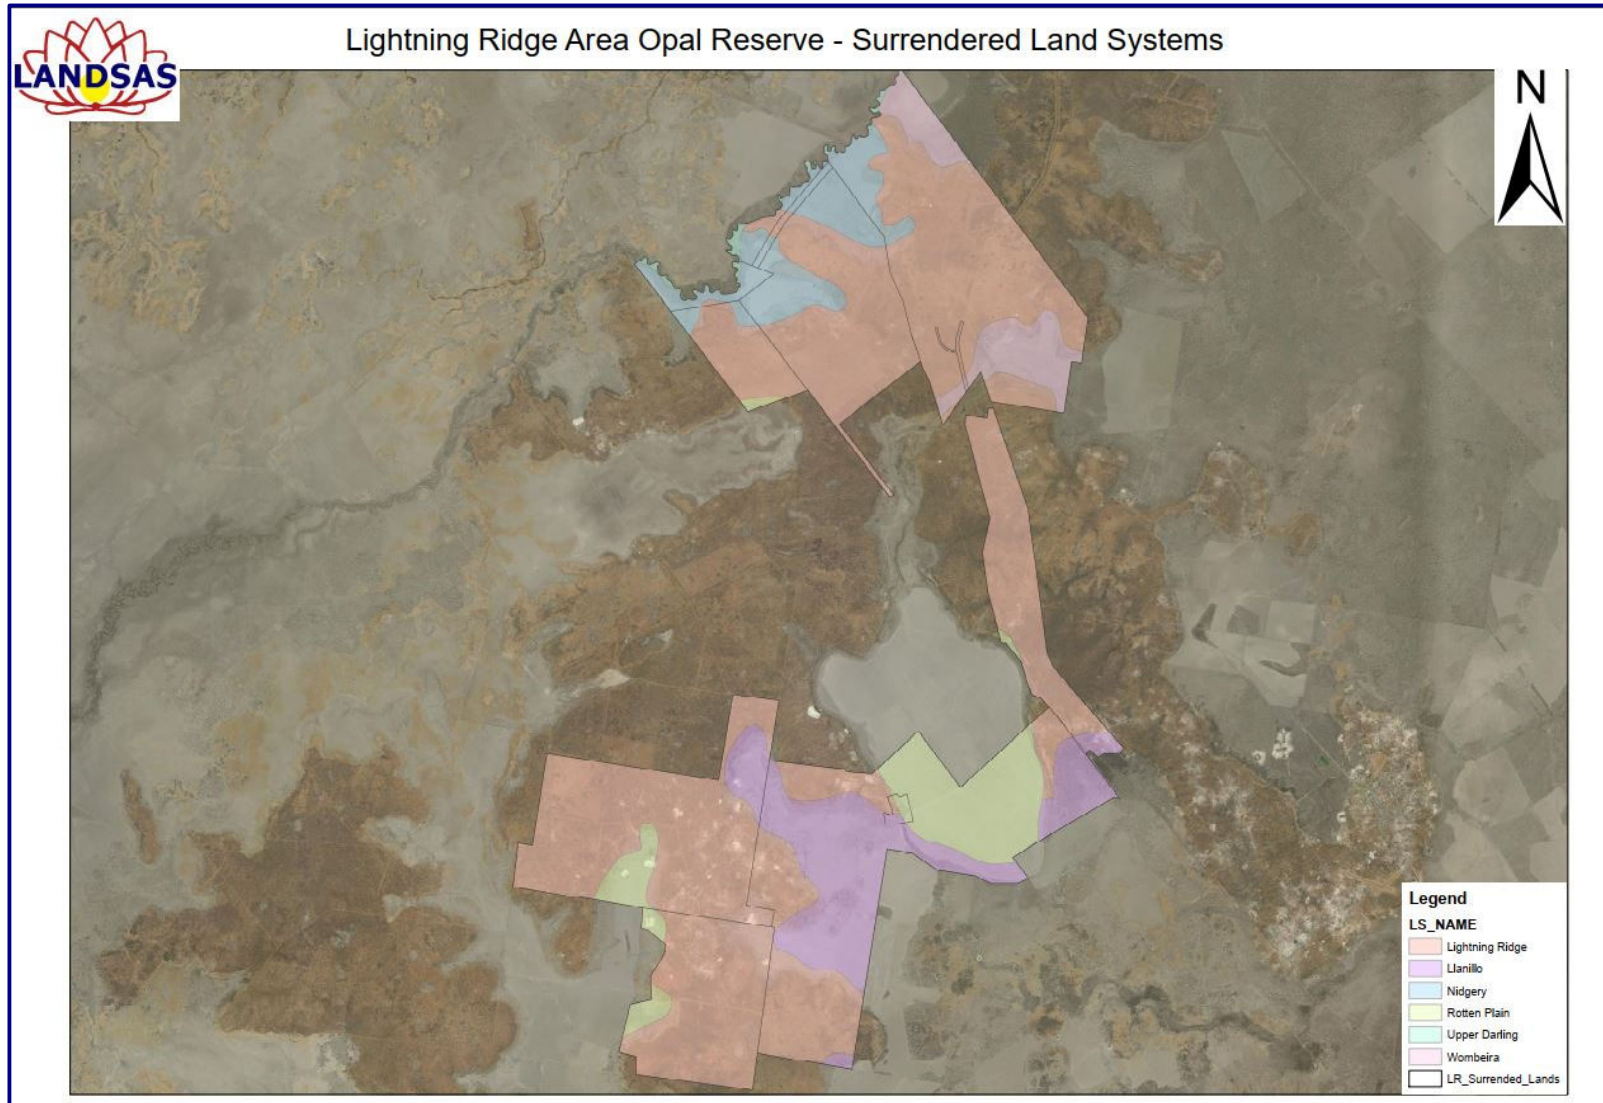 Lightning Ridge Area Opal Reserve - Surrendered Land Systems
LANDSAS
N
Legend
LS_NAME
Lightning Ridge
Llanillo
Nidgery
Rotten Plain
Upper Darling
Wombeira
LR_Surrended_Lands